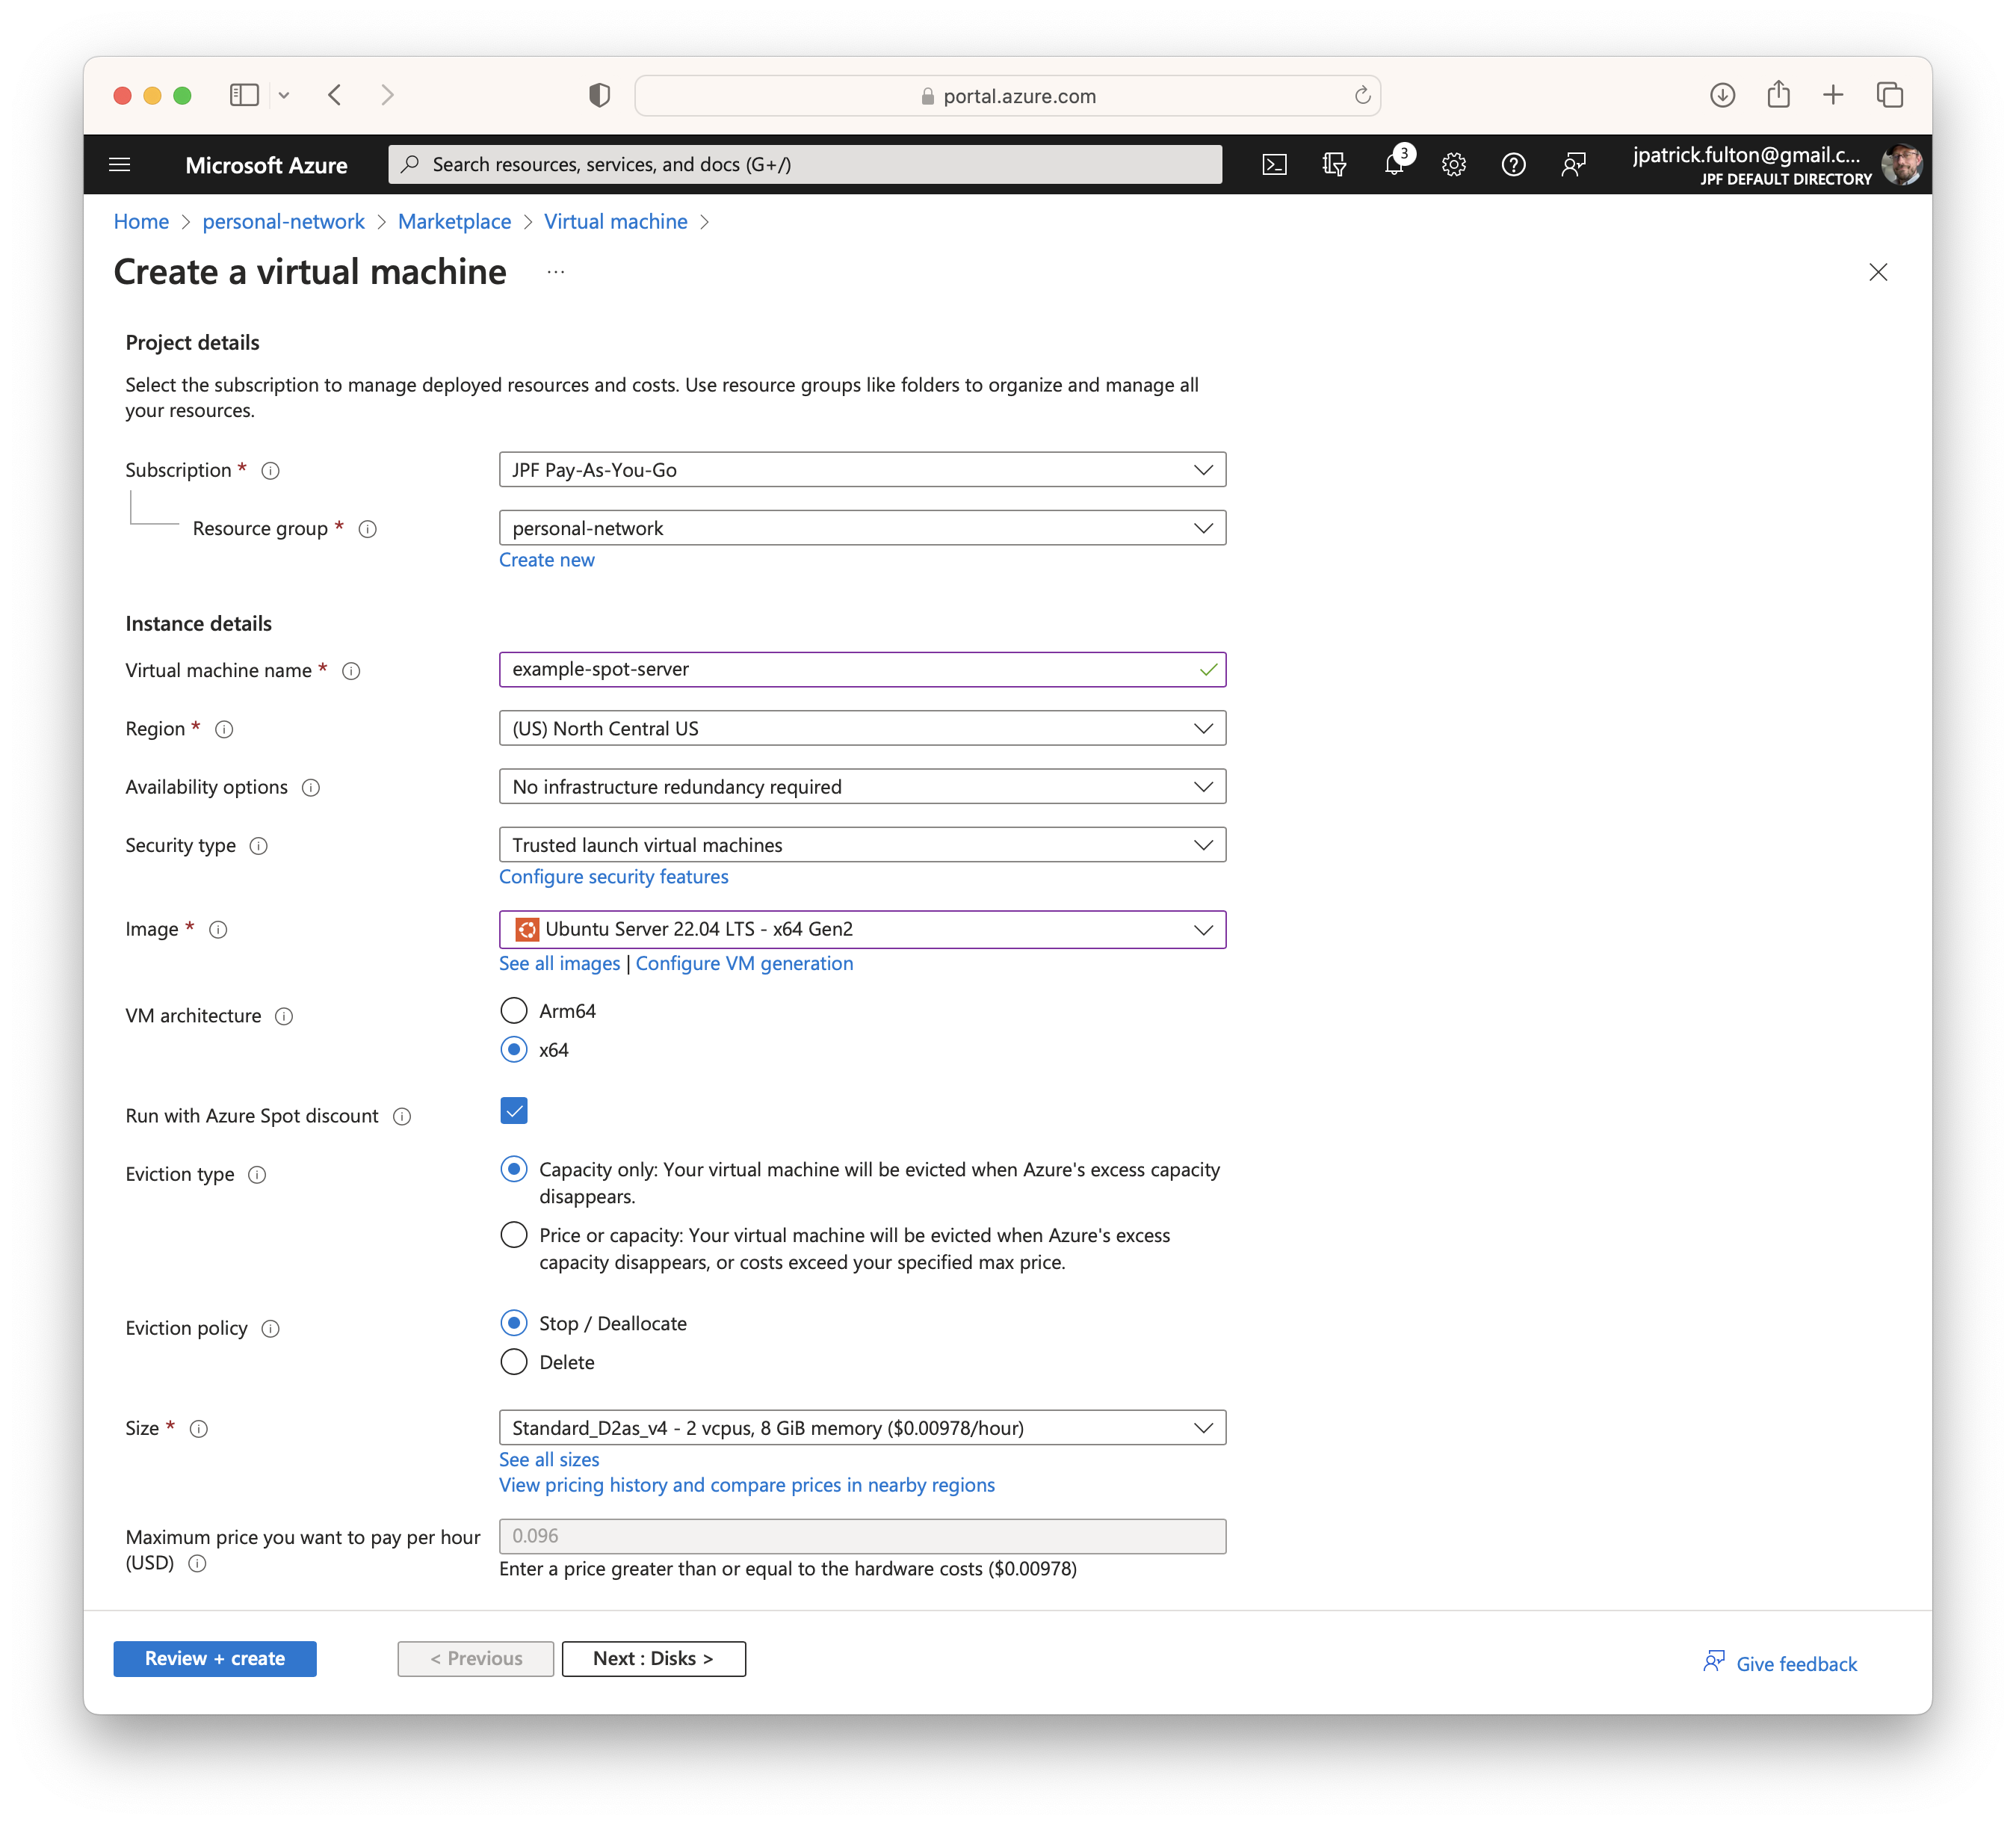 portal.azure.com
Microsoft Azure
Search resources, services, and docs (G+/)
3
jpatrick.fulton@gmail.c...
JPF DEFAULT DIRECTORY
Home > personal-network > Marketplace > Virtual machine >
Create a virtual machine ...
Project details
Select the subscription to manage deployed resources and costs. Use resource groups like folders to organize and manage all
your resources.
Subscription *
JPF Pay-As-You-Go
Resource group *
personal-network
Create new
Instance details
Virtual machine name *
example-spot-server
Region *
(US) North Central US
Availability options
No infrastructure redundancy required
Security type
Trusted launch virtual machines
Configure security features
Image *
Ubuntu Server 22.04 LTS - x64 Gen2
See all images | Configure VM generation
VM architecture
Arm64
x64
Run with Azure Spot discount
Eviction type
Capacity only: Your virtual machine will be evicted when Azure's excess capacity
disappears.
Price or capacity: Your virtual machine will be evicted when Azure's excess
capacity disappears, or costs exceed your specified max price.
Eviction policy
Stop / Deallocate
Delete
Size *
Standard_D2as_v4 - 2 vcpus, 8 GiB memory ($0.00978/hour)
See all sizes
View pricing history and compare prices in nearby regions
Maximum price you want to pay per hour
(USD)
0.096
Enter a price greater than or equal to the hardware costs ($0.00978)
Review + create
< Previous
Next : Disks >
Give feedback